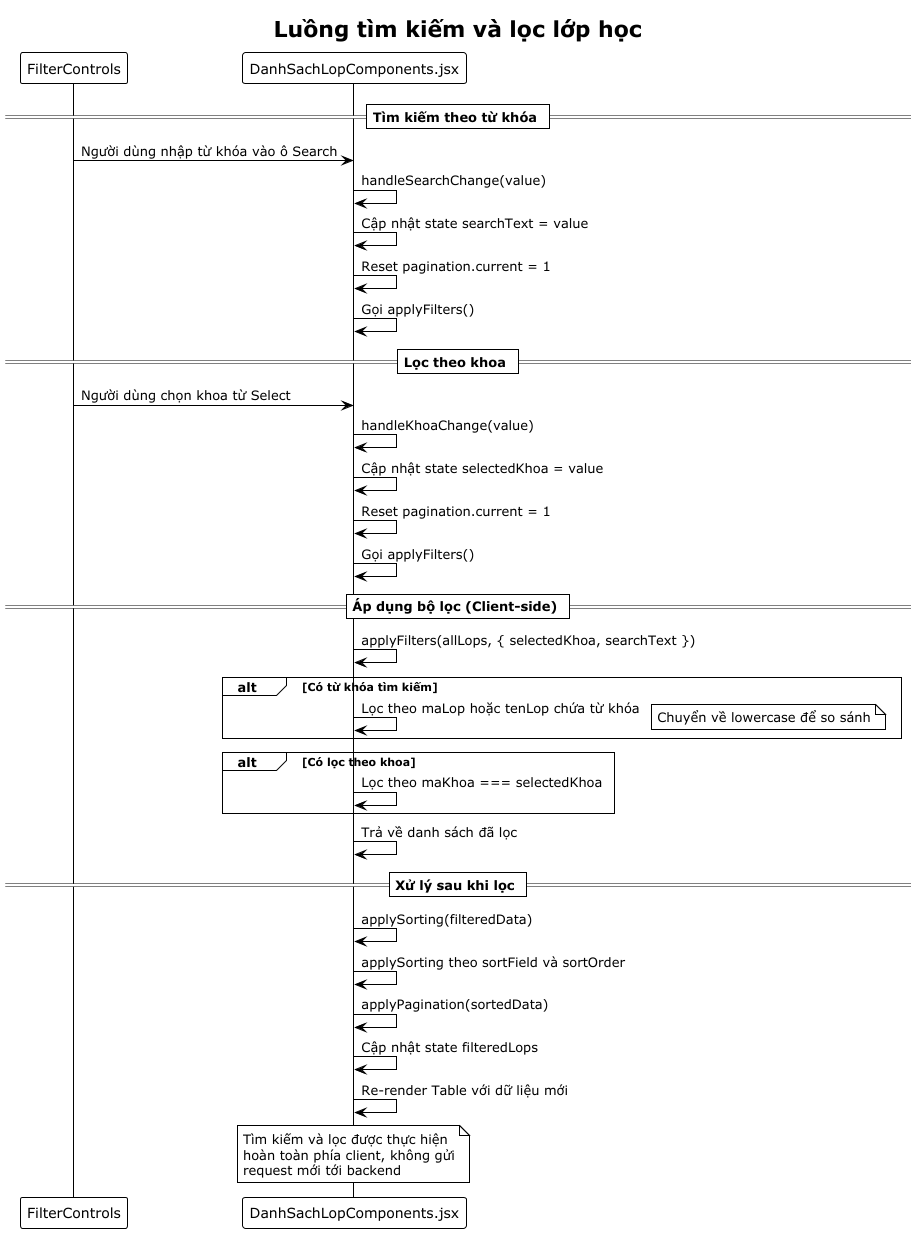 Luồng tìm kiếm và lọc lớp học
FilterControls
DanhSachLopComponents.jsx
Tìm kiếm theo từ khóa
Người dùng nhập từ khóa vào ô Search
handleSearchChange(value)
Cập nhật state searchText = value
Reset pagination.current = 1
Gọi applyFilters()
Lọc theo khoa
Người dùng chọn khoa từ Select
handleKhoaChange(value)
Cập nhật state selectedKhoa = value
Reset pagination.current = 1
Gọi applyFilters()
Áp dụng bộ lọc (Client-side)
applyFilters(allLops, { selectedKhoa, searchText })
alt
[Có từ khóa tìm kiếm]
Lọc theo maLop hoặc tenLop chứa từ khóa
Chuyển về lowercase để so sánh
alt
[Có lọc theo khoa]
Lọc theo maKhoa === selectedKhoa
Trả về danh sách đã lọc
Xử lý sau khi lọc
applySorting(filteredData)
applySorting theo sortField và sortOrder
applyPagination(sortedData)
Cập nhật state filteredLops
Re-render Table với dữ liệu mới
Tìm kiếm và lọc được thực hiện
hoàn toàn phía client, không gửi
request mới tới backend
FilterControls
DanhSachLopComponents.jsx